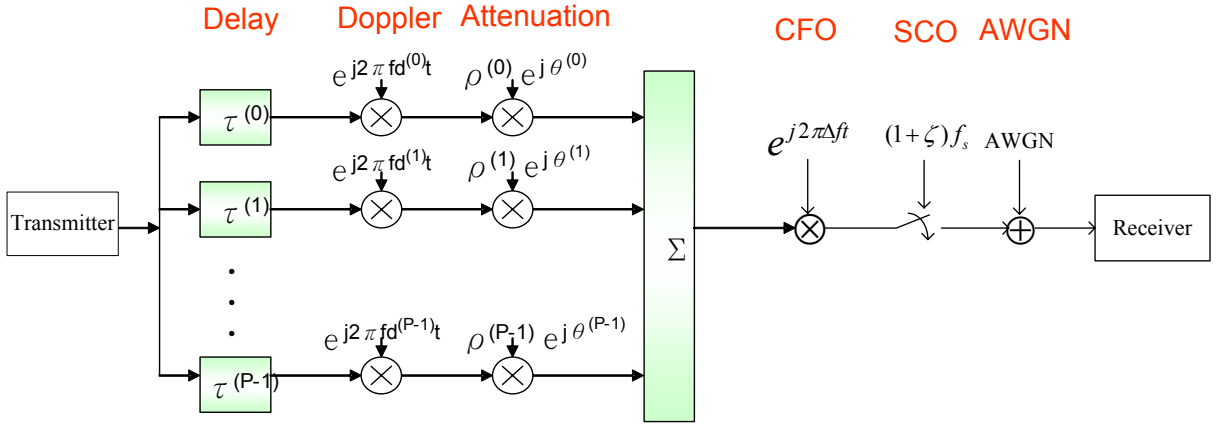 Delay Doppler Attenuation CFO SCO AWGN
e^{j2πfd^{(0)}t} ρ^{(0)} e^{jθ^{(0)}}
τ^{(0)}
e^{j2πΔft} (1+ζ)f_s AWGN
e^{j2πfd^{(1)}t} ρ^{(1)} e^{jθ^{(1)}}
Transmitter τ^{(1)} Σ Receiver
e^{j2πfd^{(P-1)}t} ρ^{(P-1)} e^{jθ^{(P-1)}}
τ^{(P-1)}